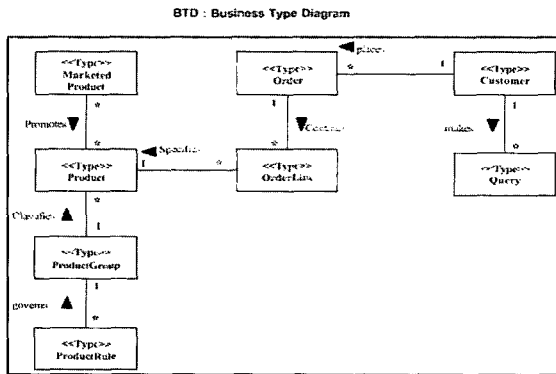 BTD : Business Type Diagram
<<Type>>
Marketed
Product
<<Type>>
Order
places
*
1
<<Type>>
Customer
*
Promotes
*
1
Contains
*
1
makes
*
<<Type>>
Product
Specifies
1
*
<<Type>>
OrderLine
<<Type>>
Query
*
Classifies
1
<<Type>>
ProductGroup
1
governs
*
<<Type>>
ProductRule